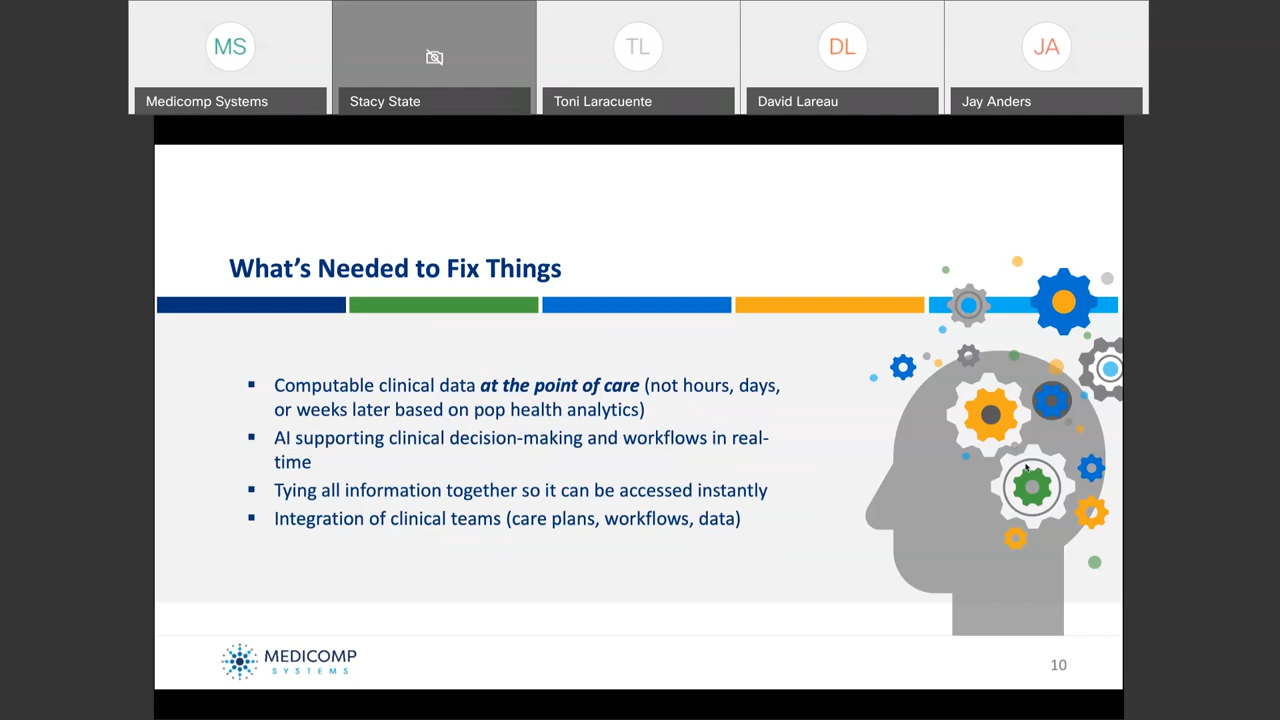 MS
TL
DL
JA
Medicomp Systems
Stacy State
Toni Laracuente
David Lareau
Jay Anders
What's Needed to Fix Things
▪ Computable clinical data at the point of care (not hours, days,
or weeks later based on pop health analytics)
▪ AI supporting clinical decision-making and workflows in real-
time
▪ Tying all information together so it can be accessed instantly
▪ Integration of clinical teams (care plans, workflows, data)
MEDICOMP
SYSTEMS
10